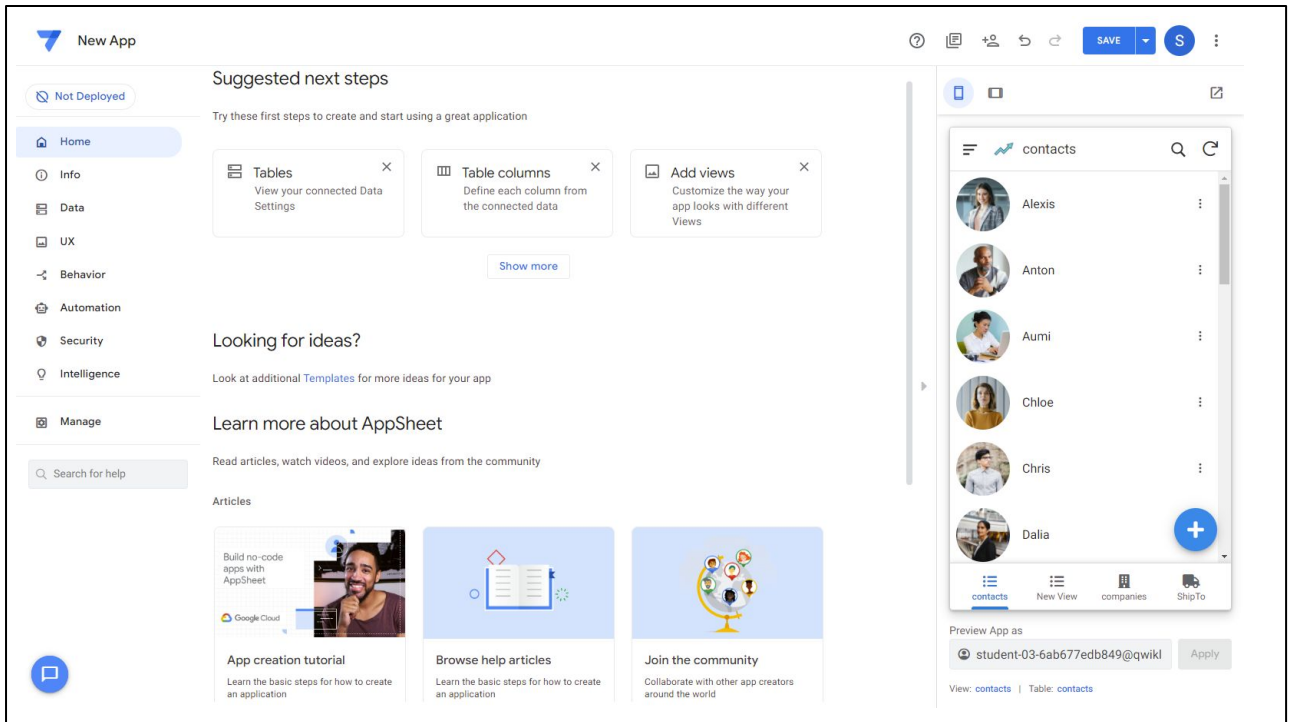 New App
SAVE
S
Not Deployed
Home
Info
Data
UX
Behavior
Automation
Security
Intelligence
Manage
Search for help
Suggested next steps
Try these first steps to create and start using a great application
Tables
View your connected Data
Settings
Table columns
Define each column from
the connected data
Add views
Customize the way your
app looks with different
Views
Show more
Looking for ideas?
Look at additional Templates for more ideas for your app
Learn more about AppSheet
Read articles, watch videos, and explore ideas from the community
Articles
Build no-code
apps with
AppSheet
Google Cloud
App creation tutorial
Learn the basic steps for how to create
an application
Browse help articles
Learn the basic steps for how to create
an application
Join the community
Collaborate with other app creators
around the world
contacts
Alexis
Anton
Aumi
Chloe
Chris
Dalia
contacts
New View
companies
ShipTo
Preview App as
student-03-6ab677edb849@qwikl
Apply
View: contacts | Table: contacts